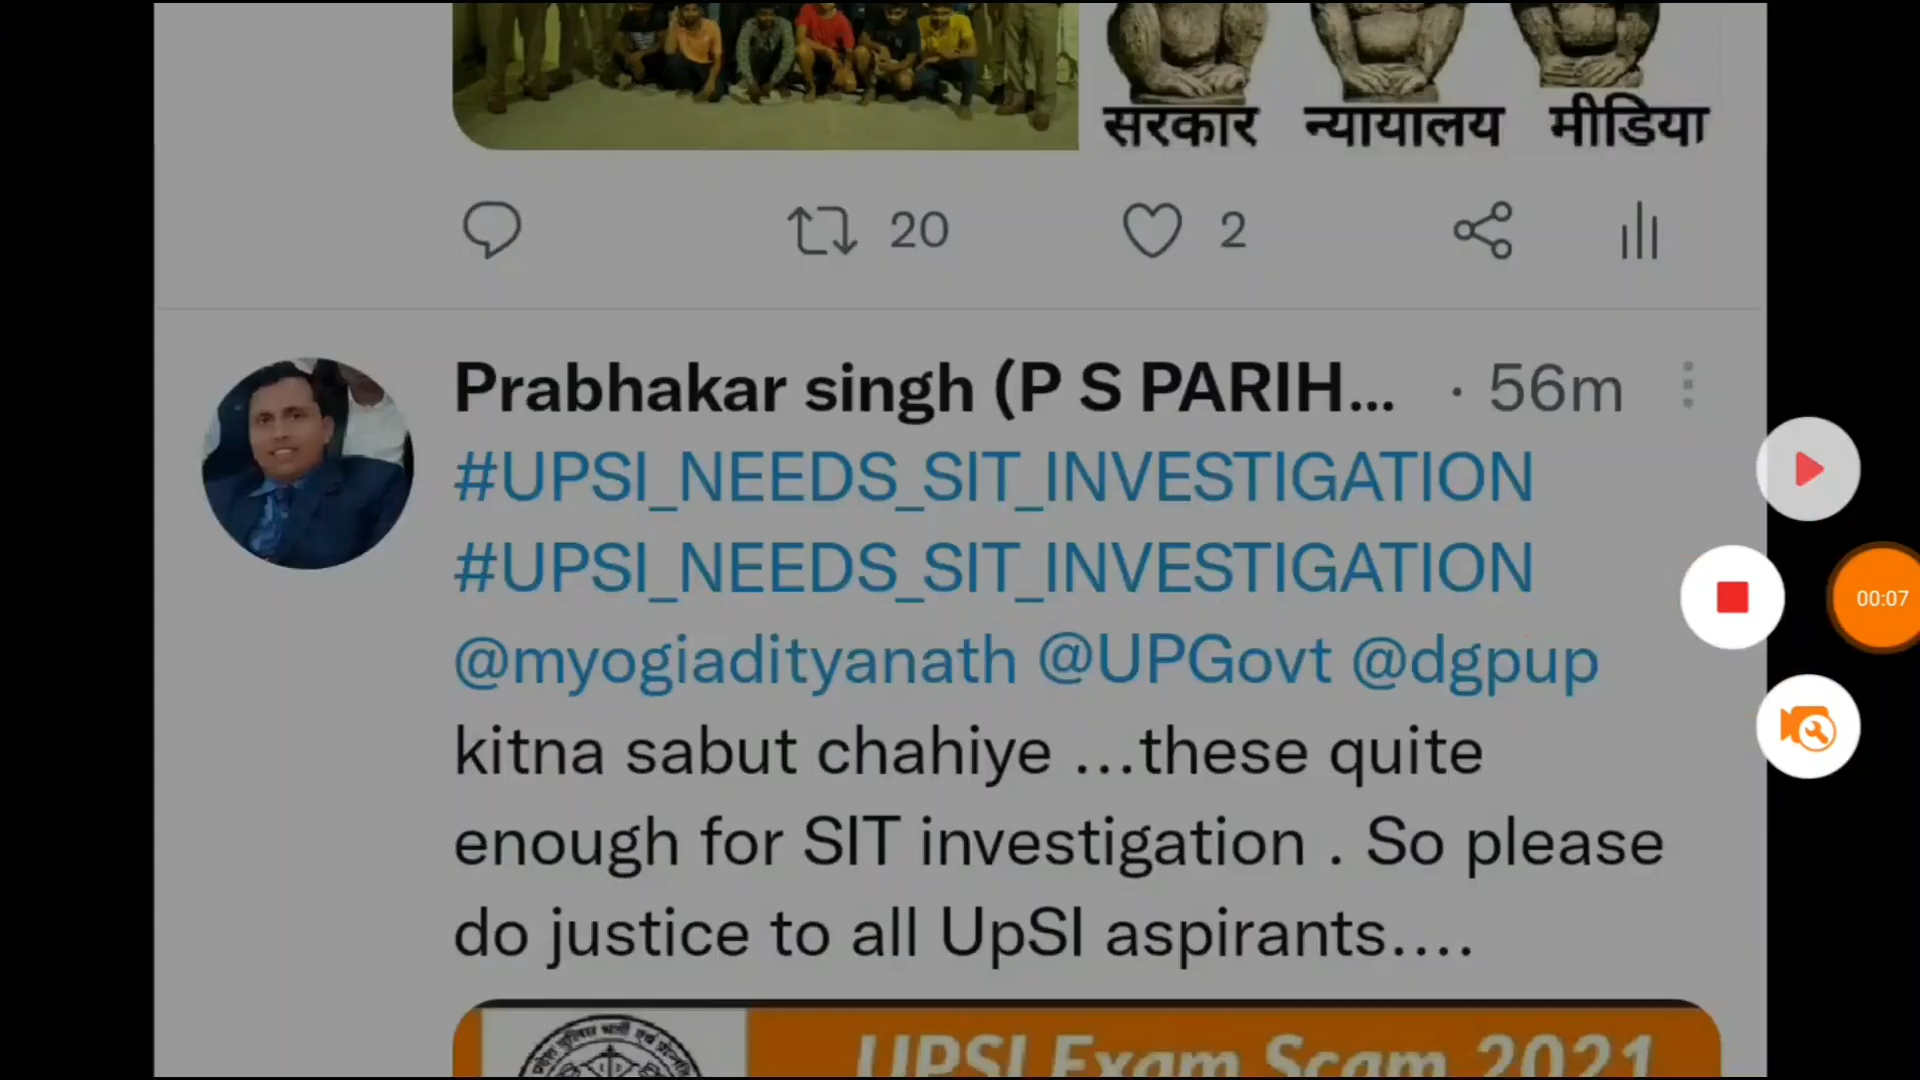 सरकार न्यायालय मीडिया
20 2
Prabhakar singh (P S PARIH... · 56m
#UPSI_NEEDS_SIT_INVESTIGATION
#UPSI_NEEDS_SIT_INVESTIGATION
@myogiadityanath @UPGovt @dgpup
kitna sabut chahiye ...these quite
enough for SIT investigation . So please
do justice to all UpSI aspirants....
00:07
UPSI Exam Scam 2021